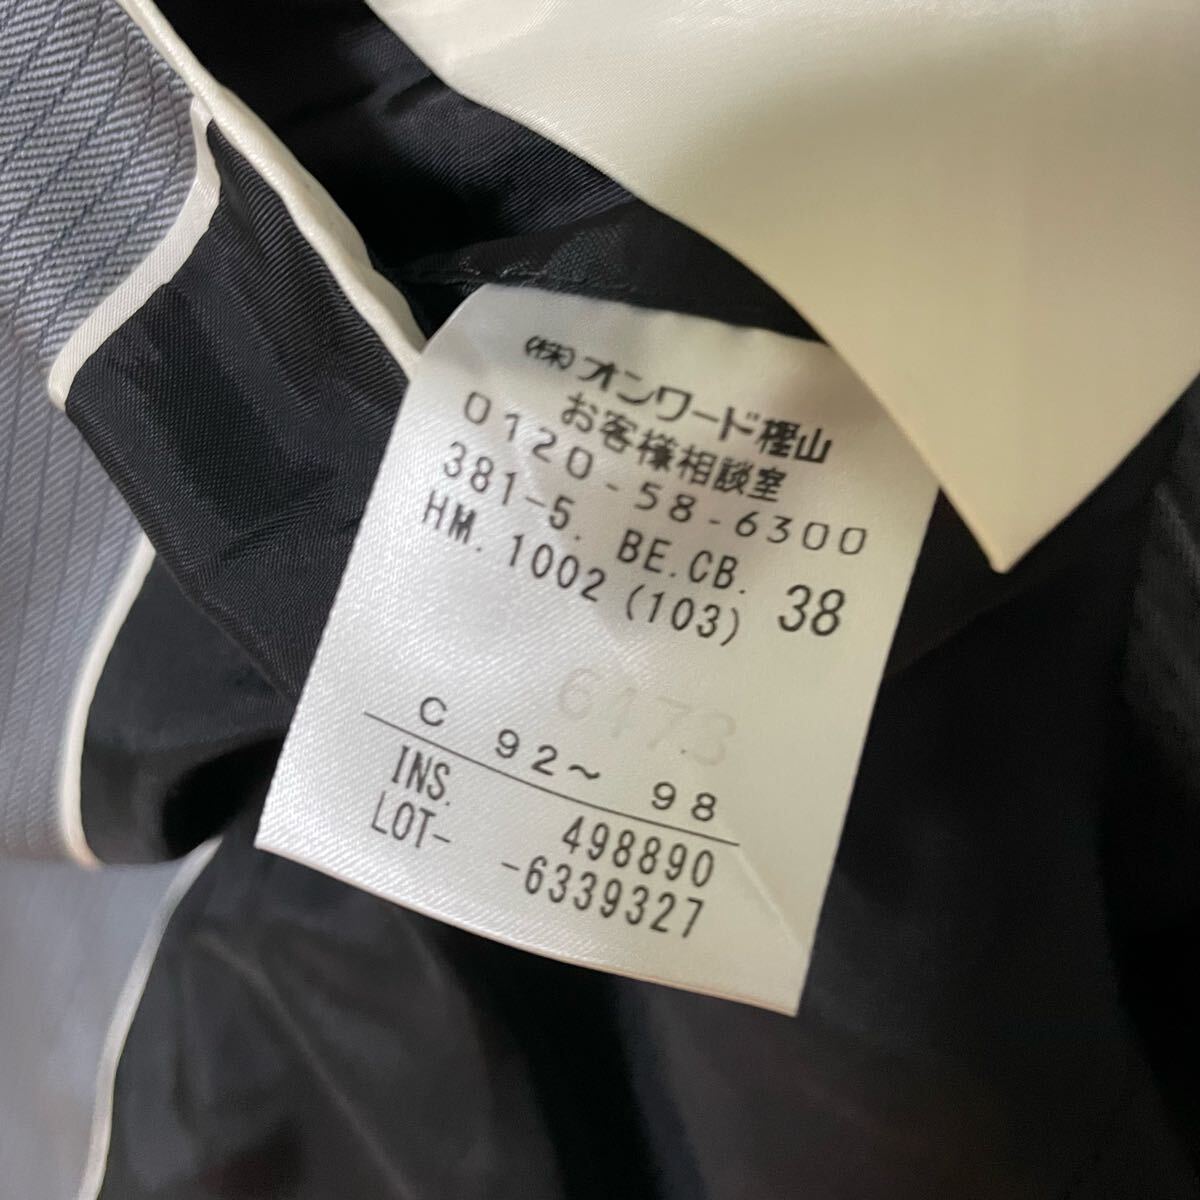 (株)オンワード樫山
お客様相談室
0120-58-6300
381-5. BE.CB.
HM.1002(103) 38
6173
C 92～98
INS. 498890
LOT- -6339327